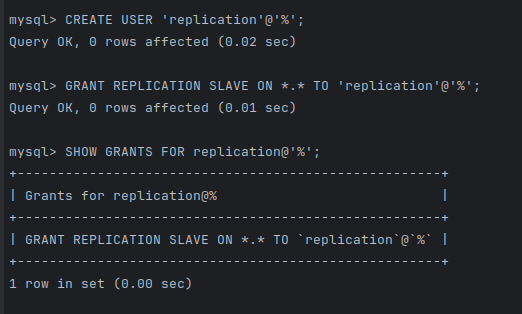 mysql> CREATE USER 'replication'@'%';
Query OK, 0 rows affected (0.02 sec)
mysql> GRANT REPLICATION SLAVE ON *.* TO 'replication'@'%';
Query OK, 0 rows affected (0.01 sec)
mysql> SHOW GRANTS FOR replication@'%';
+----------------------------------------------------+
| Grants for replication@%                           |
+----------------------------------------------------+
| GRANT REPLICATION SLAVE ON *.* TO `replication`@`%` |
+----------------------------------------------------+
1 row in set (0.00 sec)